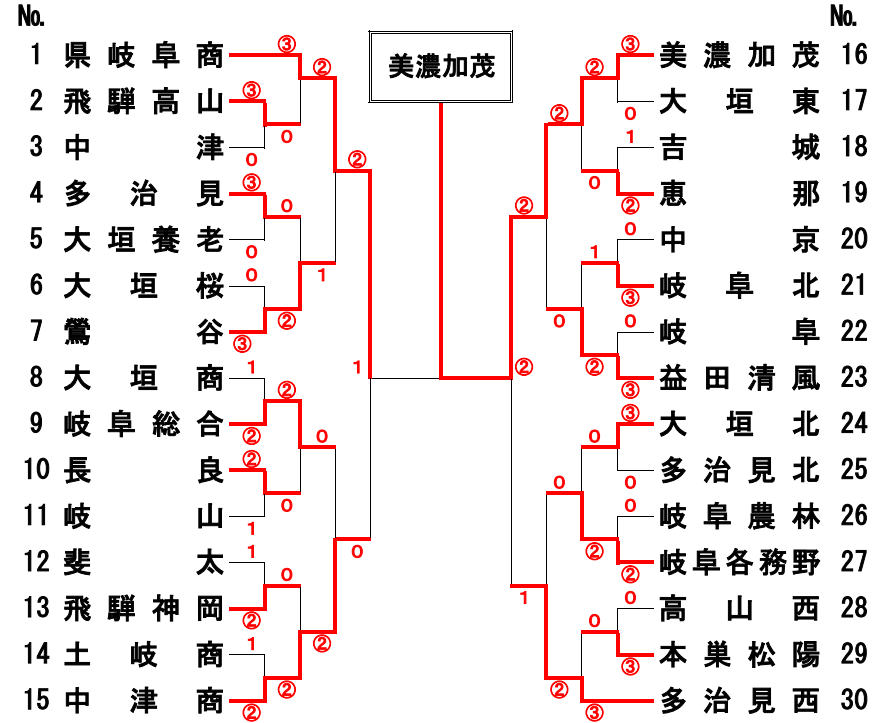 No. No.
美濃加茂
1 県岐阜商 ③ ② ③ 美濃加茂 16
2 飛騨高山 ③ 0 ② 0 大垣東 17
3 中津 0 ② ② 1 吉城 18
4 多治見 ③ 0 0 ② 恵那 19
5 大垣養老 0 ② 0 中京 20
6 大垣桜 0 1 1 ③ 岐阜北 21
7 鶯谷 ③ ② 0 0 岐阜 22
8 大垣商 1 1 ② ② ③ 益田清風 23
9 岐阜総合 ② ② ③ 大垣北 24
10 長良 ② 0 0 0 多治見北 25
11 岐山 1 0 0 0 岐阜農林 26
12 斐太 1 0 ② ② 岐阜各務野 27
13 飛騨神岡 ② 0 1 0 高山西 28
14 土岐商 1 ② 0 ③ 本巣松陽 29
15 中津商 ② ② ② ③ 多治見西 30